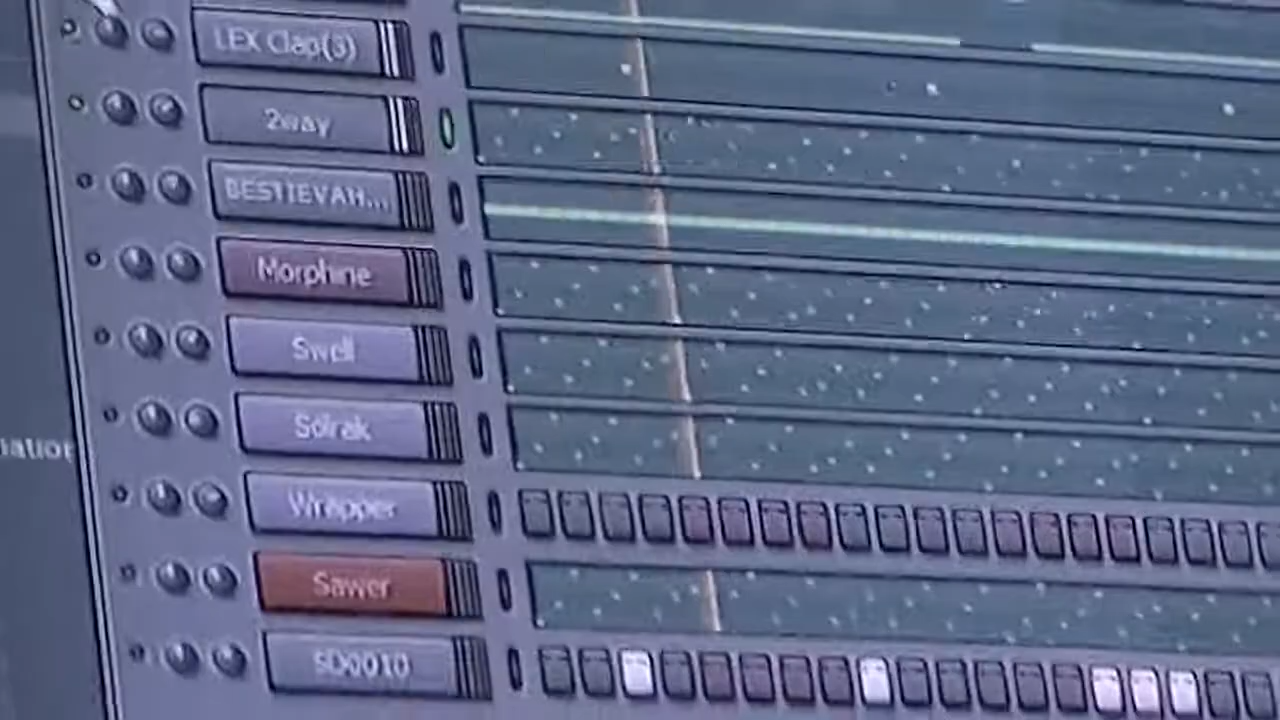 LEX Clap(3)
2way
BESTIEVAH...
Morphine
Swell
Solrak
Wrapper
Sawer
SD0010